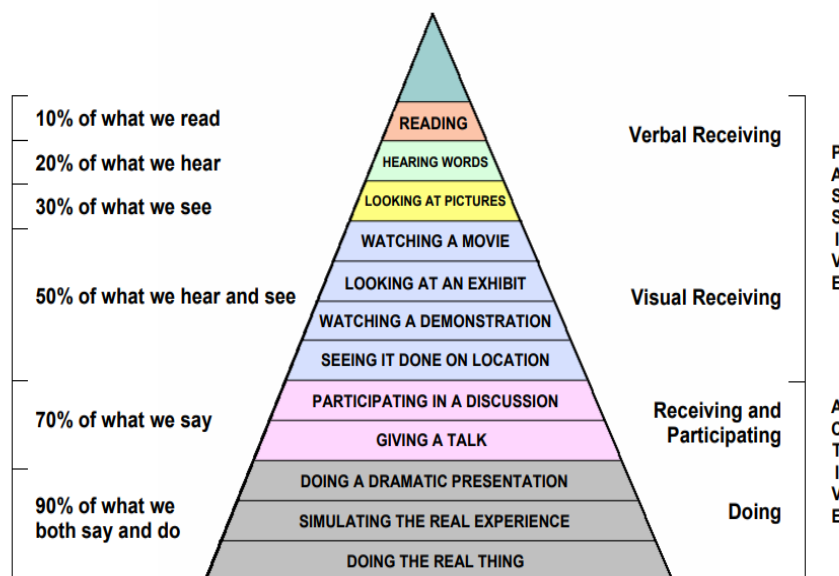 10% of what we read
20% of what we hear
30% of what we see
50% of what we hear and see
70% of what we say
90% of what we
both say and do
READING
HEARING WORDS
LOOKING AT PICTURES
WATCHING A MOVIE
LOOKING AT AN EXHIBIT
WATCHING A DEMONSTRATION
SEEING IT DONE ON LOCATION
PARTICIPATING IN A DISCUSSION
GIVING A TALK
DOING A DRAMATIC PRESENTATION
SIMULATING THE REAL EXPERIENCE
DOING THE REAL THING
Verbal Receiving
Visual Receiving
Receiving and
Participating
Doing
PASSIVE
ACTIVE